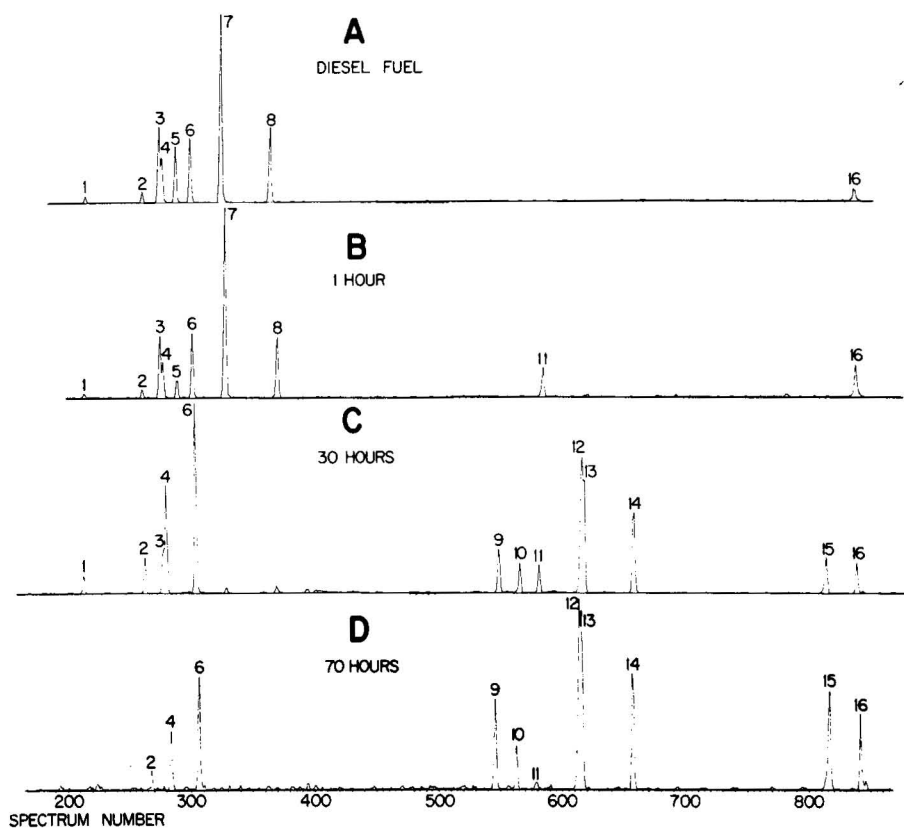 A
DIESEL FUEL
1 2 3 4 5 6 7 8 16
B
1 HOUR
1 2 3 4 5 6 7 8 11 16
C
30 HOURS
1 2 3 4 6 9 10 11 12 13 14 15 16
D
70 HOURS
2 4 6 9 10 11 12 13 14 15 16
200 300 400 500 600 700 800
SPECTRUM NUMBER